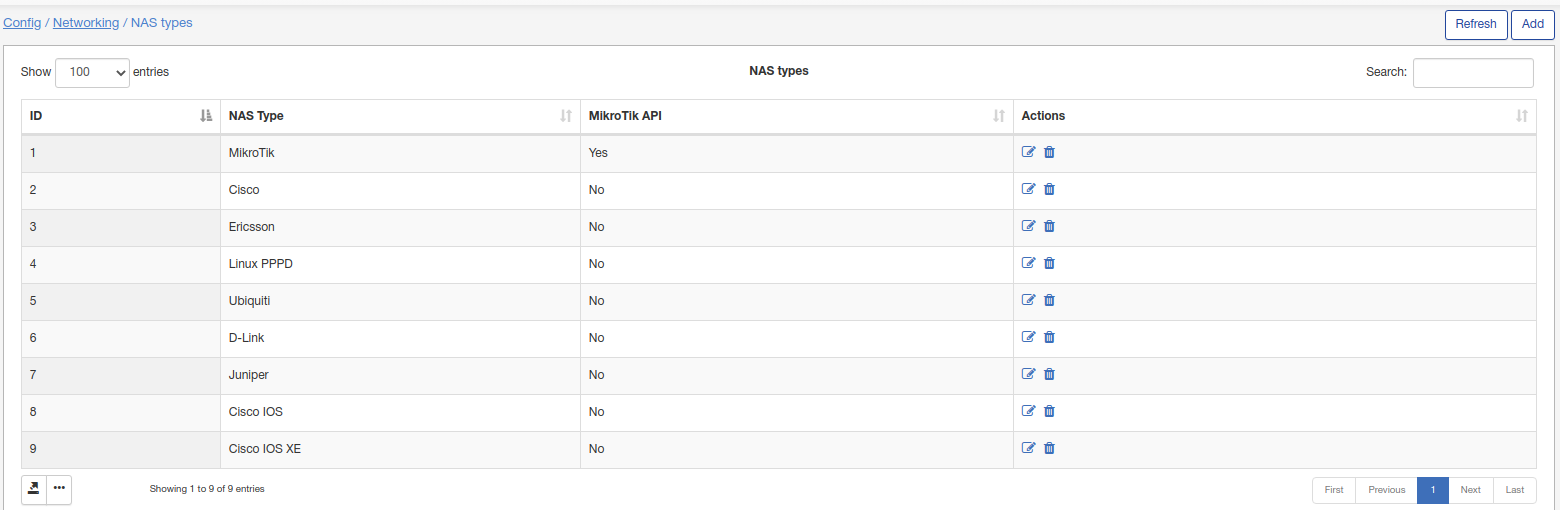 Config / Networking / NAS types
Refresh Add
Show 100 entries NAS types Search:
ID NAS Type MikroTik API Actions
1 MikroTik Yes
2 Cisco No
3 Ericsson No
4 Linux PPPD No
5 Ubiquiti No
6 D-Link No
7 Juniper No
8 Cisco IOS No
9 Cisco IOS XE No
Showing 1 to 9 of 9 entries First Previous 1 Next Last